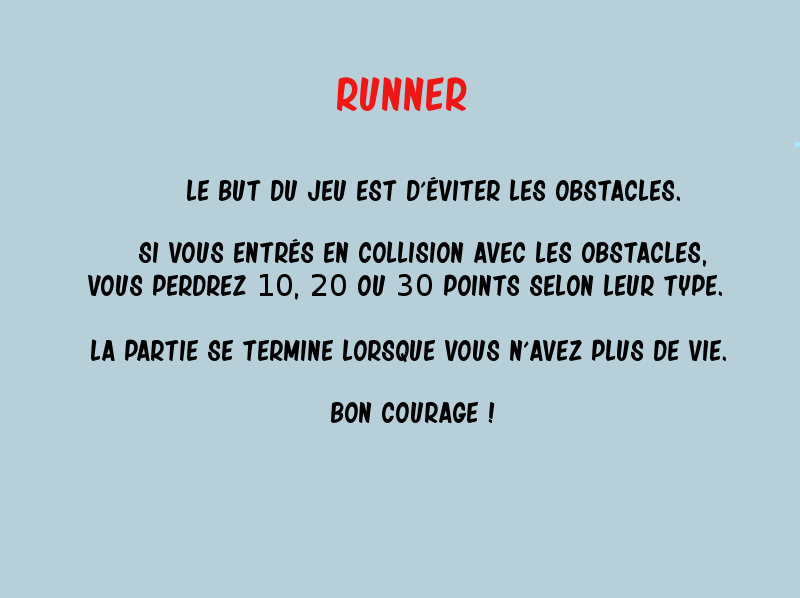 RUNNER
LE BUT DU JEU EST D'ÉVITER LES OBSTACLES.
SI VOUS ENTRÉS EN COLLISION AVEC LES OBSTACLES,
VOUS PERDREZ 10, 20 OU 30 POINTS SELON LEUR TYPE.
LA PARTIE SE TERMINE LORSQUE VOUS N'AVEZ PLUS DE VIE.
BON COURAGE !